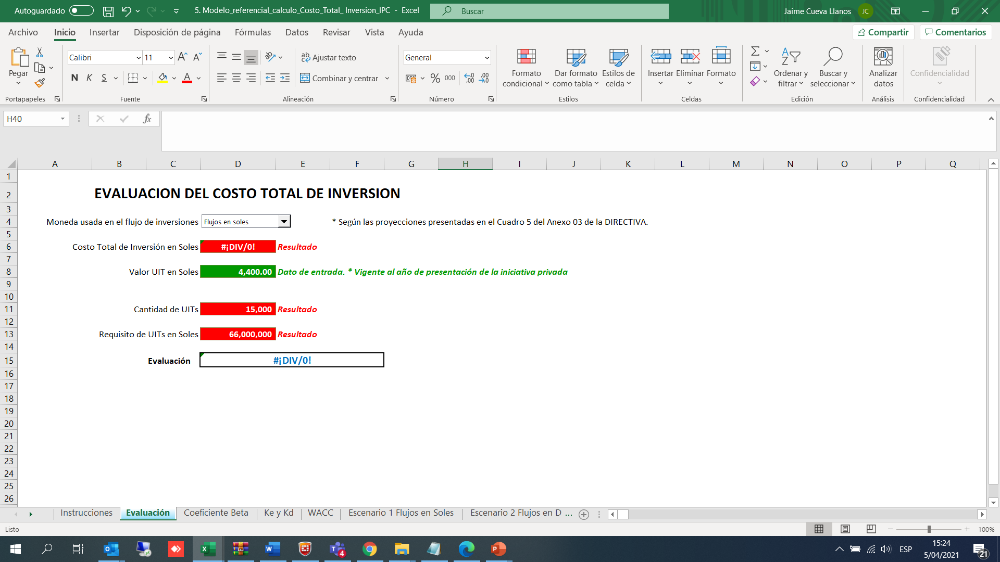 Autoguardado
5. Modelo_referencial_calculo_Costo_Total_ Inversion_IPC - Excel
Buscar
Jaime Cueva Llanos
JC
Archivo Inicio Insertar Disposición de página Fórmulas Datos Revisar Vista Ayuda
Compartir
Comentarios
Pegar
Portapapeles
Calibri
11
N K S
Fuente
Ajustar texto
Combinar y centrar
Alineación
General
% 000
Número
Formato condicional
Dar formato como tabla
Estilos de celda
Estilos
Insertar Eliminar Formato
Celdas
Ordenar y filtrar
Buscar y seleccionar
Edición
Analizar datos
Análisis
Confidencialidad
Confidencialidad
H40
fx
A B C D E F G H I J K L M N O P Q
1
2 EVALUACION DEL COSTO TOTAL DE INVERSION
3
4 Moneda usada en el flujo de inversiones Flujos en soles * Según las proyecciones presentadas en el Cuadro 5 del Anexo 03 de la DIRECTIVA.
5
6 Costo Total de Inversión en Soles #¡DIV/0! Resultado
7
8 Valor UIT en Soles 4,400.00 Dato de entrada. * Vigente al año de presentación de la iniciativa privada
9
10
11 Cantidad de UITs 15,000 Resultado
12
13 Requisito de UITs en Soles 66,000,000 Resultado
14
15 Evaluación #¡DIV/0!
16
17
18
19
20
21
22
23
24
25
26
Instrucciones Evaluación Coeficiente Beta Ke y Kd WACC Escenario 1 Flujos en Soles Escenario 2 Flujos en D ...
Listo
100%
4
ESP
15:24
5/04/2021
21